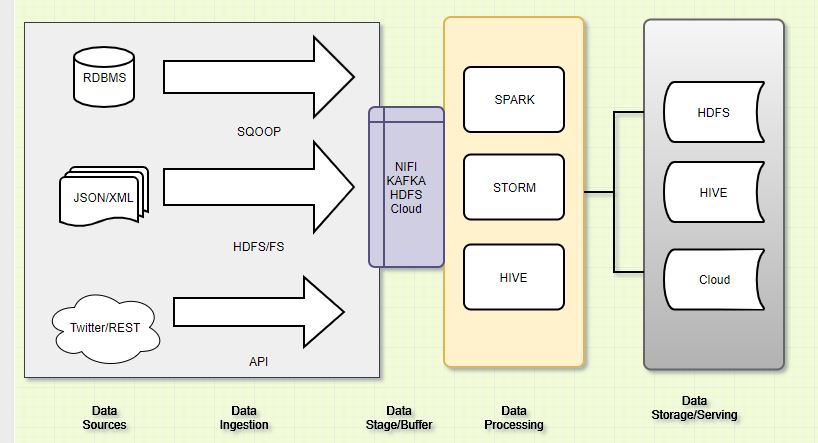 RDBMS
SQOOP
JSON/XML
HDFS/FS
Twitter/REST
API
NIFI
KAFKA
HDFS
Cloud
SPARK
STORM
HIVE
HDFS
HIVE
Cloud
Data
Sources
Data
Ingestion
Data
Stage/Buffer
Data
Processing
Data
Storage/Serving